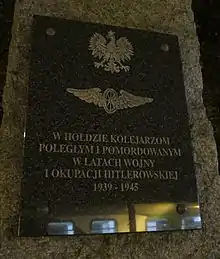 W HOŁDZIE KOLEJARZOM
POLEGŁYM I POMORDOWANYM
W LATACH WOJNY
I OKUPACJI HITLEROWSKIEJ
1939 - 1945